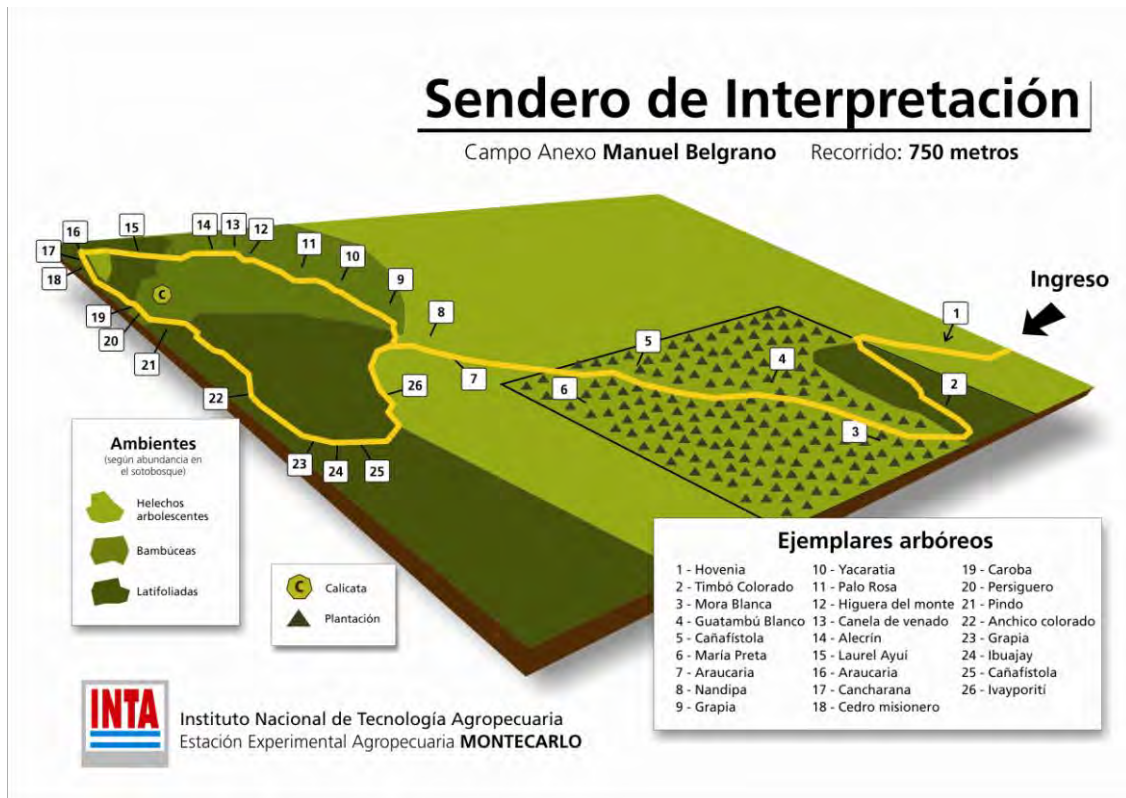 Sendero de Interpretación
Campo Anexo Manuel Belgrano Recorrido: 750 metros
Ingreso
1
2
3
4
5
6
7
8
9
10
11
12
13
14
15
16
17
18
19
20
21
22
23
24
25
26
C
Ambientes
(según abundancia en
el sotobosque)
Helechos
arbolescentes
Bambúceas
Latifoliadas
C Calicata
Plantación
Ejemplares arbóreos
1 - Hovenia
2 - Timbó Colorado
3 - Mora Blanca
4 - Guatambú Blanco
5 - Cañafístola
6 - María Preta
7 - Araucaria
8 - Nandipa
9 - Grapia
10 - Yacaratia
11 - Palo Rosa
12 - Higuera del monte
13 - Canela de venado
14 - Alecrín
15 - Laurel Ayuí
16 - Araucaria
17 - Cancharana
18 - Cedro misionero
19 - Caroba
20 - Persiguero
21 - Pindo
22 - Anchico colorado
23 - Grapia
24 - Ibuajay
25 - Cañafístola
26 - Ivayporití
INTA
Instituto Nacional de Tecnología Agropecuaria
Estación Experimental Agropecuaria MONTECARLO